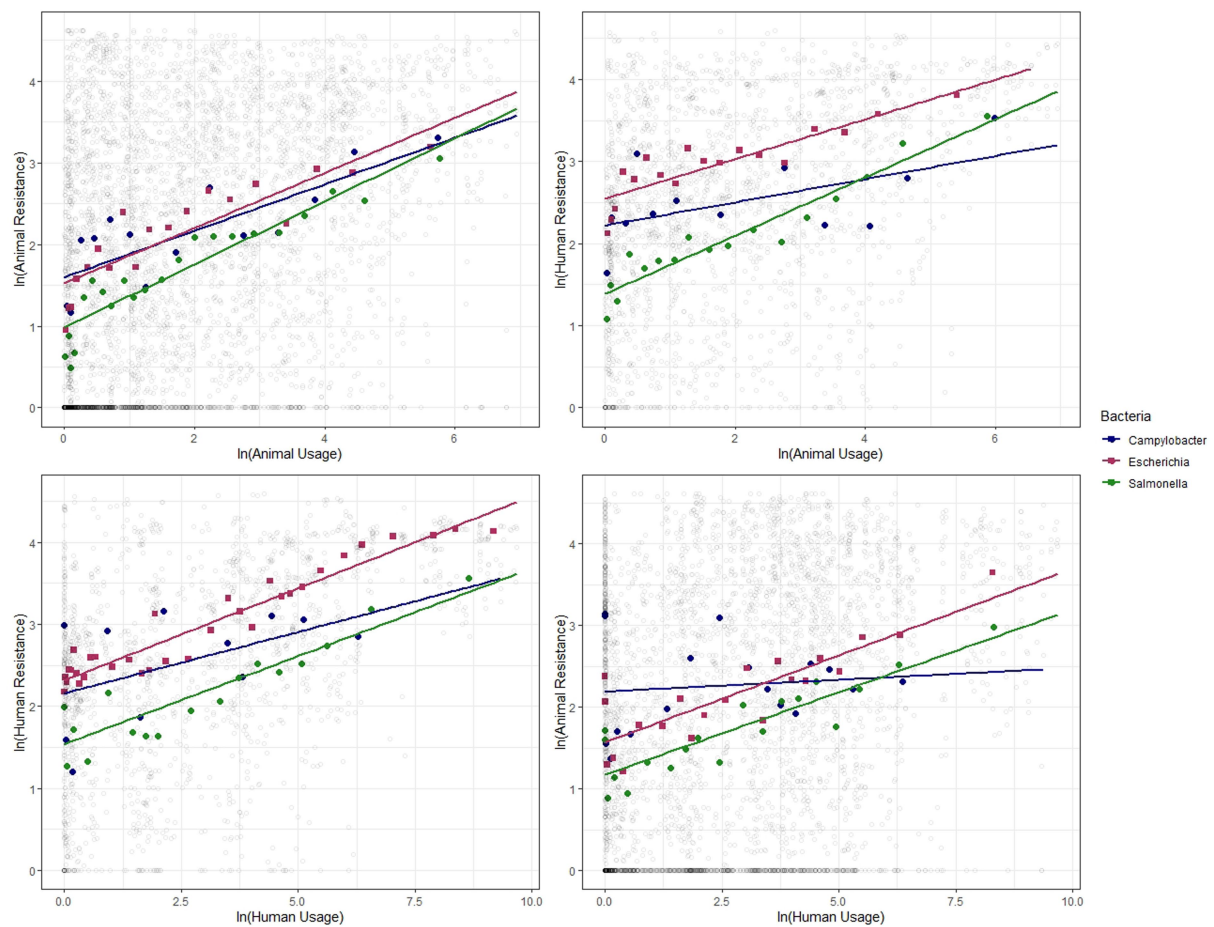 ln(Animal Resistance)
4
3
2
1
0
0 2 4 6
ln(Animal Usage)
ln(Human Resistance)
4
3
2
1
0
0 2 4 6
ln(Animal Usage)
Bacteria
Campylobacter
Escherichia
Salmonella
ln(Human Resistance)
4
3
2
1
0
0.0 2.5 5.0 7.5 10.0
ln(Human Usage)
ln(Animal Resistance)
4
3
2
1
0
0.0 2.5 5.0 7.5 10.0
ln(Human Usage)